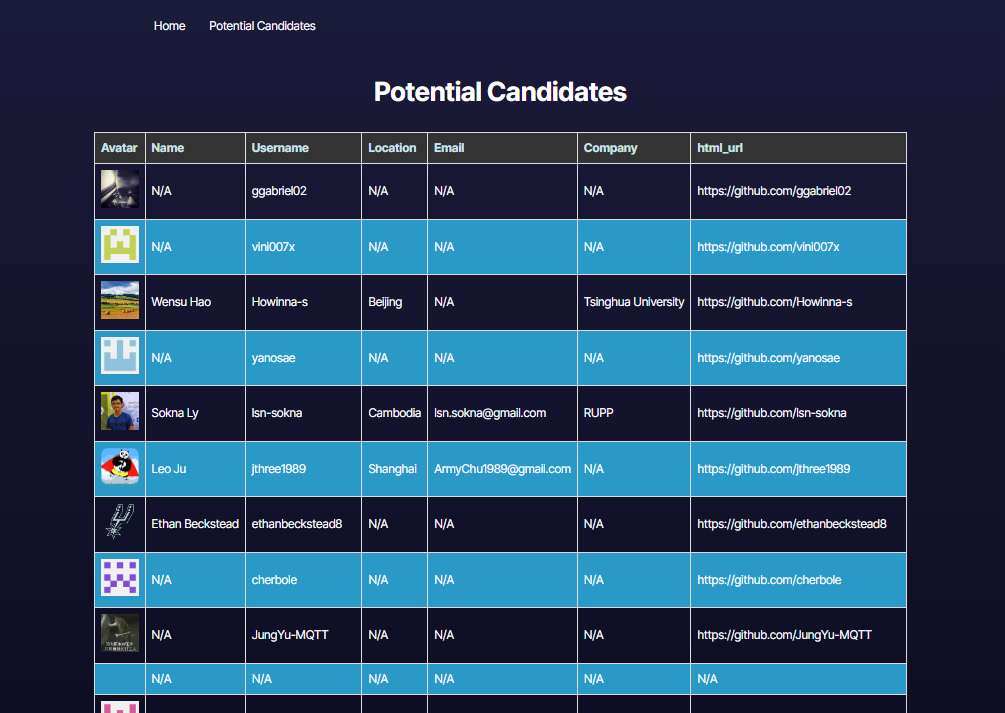 Home Potential Candidates
Potential Candidates
Avatar Name Username Location Email Company html_url
N/A ggabriel02 N/A N/A N/A https://github.com/ggabriel02
N/A vini007x N/A N/A N/A https://github.com/vini007x
Wensu Hao Howinna-s Beijing N/A Tsinghua University https://github.com/Howinna-s
N/A yanosae N/A N/A N/A https://github.com/yanosae
Sokna Ly lsn-sokna Cambodia lsn.sokna@gmail.com RUPP https://github.com/lsn-sokna
Leo Ju jthree1989 Shanghai ArmyChu1989@gmail.com N/A https://github.com/jthree1989
Ethan Beckstead ethanbeckstead8 N/A N/A N/A https://github.com/ethanbeckstead8
N/A cherbole N/A N/A N/A https://github.com/cherbole
N/A JungYu-MQTT N/A N/A N/A https://github.com/JungYu-MQTT
N/A N/A N/A N/A N/A N/A